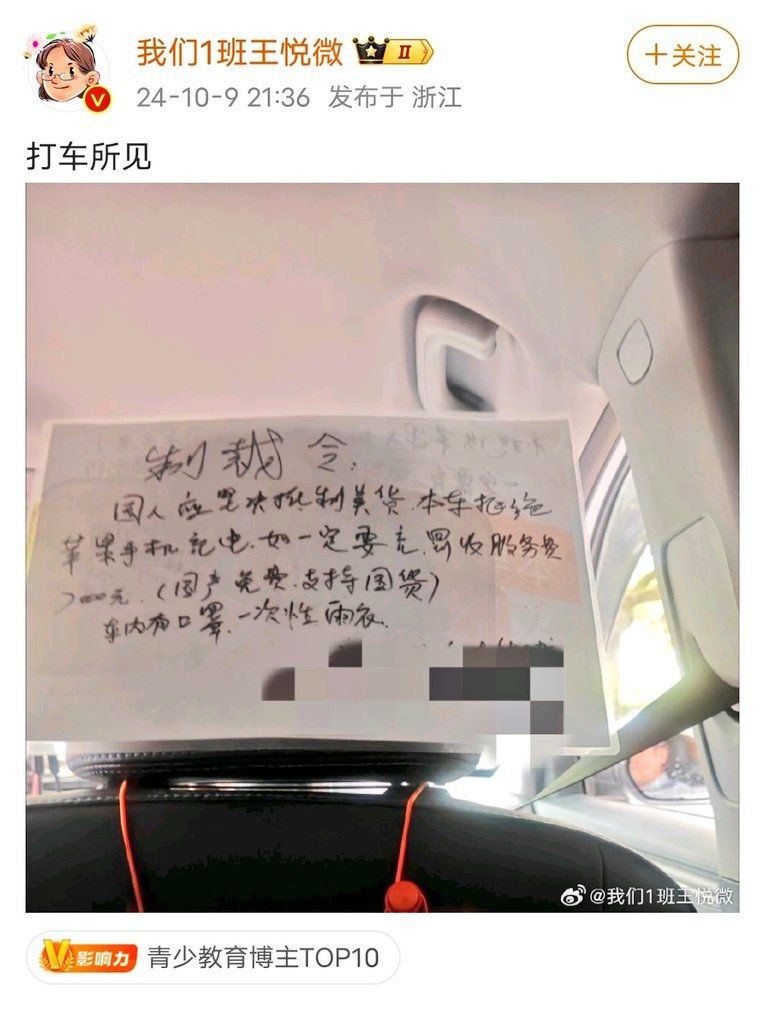 我们1班王悦微
II
V
+关注
24-10-9 21:36 发布于 浙江
打车所见
制裁令:
国人应坚决抵制美货.本车拒绝
苹果手机充电.如一定要充.另收服务费
元.(国产免费.支持国货)
车内有口罩.一次性雨衣.
@我们1班王悦微
V影响力 青少教育博主TOP10